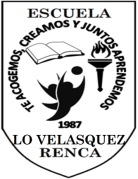 ESCUELA
TE ACOGEMOS, CREAMOS Y JUNTOS APRENDEMOS
1987
LO VELASQUEZ
RENCA